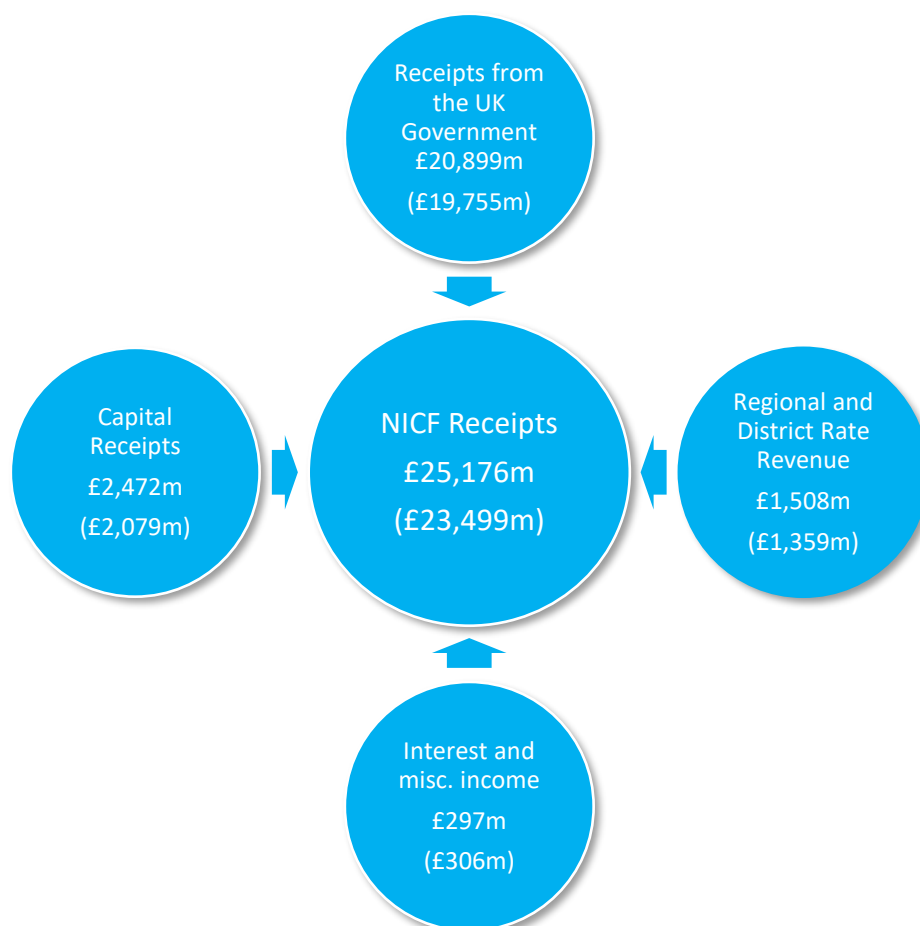 Receipts from
the UK
Government
£20,899m
(£19,755m)
Capital
Receipts
£2,472m
(£2,079m)
NICF Receipts
£25,176m
(£23,499m)
Regional and
District Rate
Revenue
£1,508m
(£1,359m)
Interest and
misc. income
£297m
(£306m)